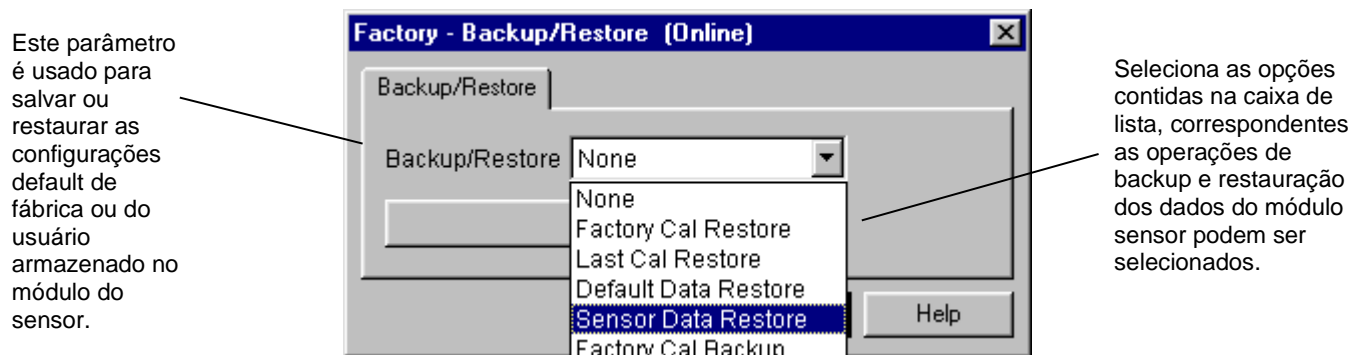 Este parâmetro
é usado para
salvar ou
restaurar as
configurações
default de
fábrica ou do
usuário
armazenado no
módulo do
sensor.
Factory - Backup/Restore (Online)
Backup/Restore
Backup/Restore None
None
Factory Cal Restore
Last Cal Restore
Default Data Restore
Sensor Data Restore
Factory Cal Backup
Help
Seleciona as opções
contidas na caixa de
lista, correspondentes
as operações de
backup e restauração
dos dados do módulo
sensor podem ser
selecionados.